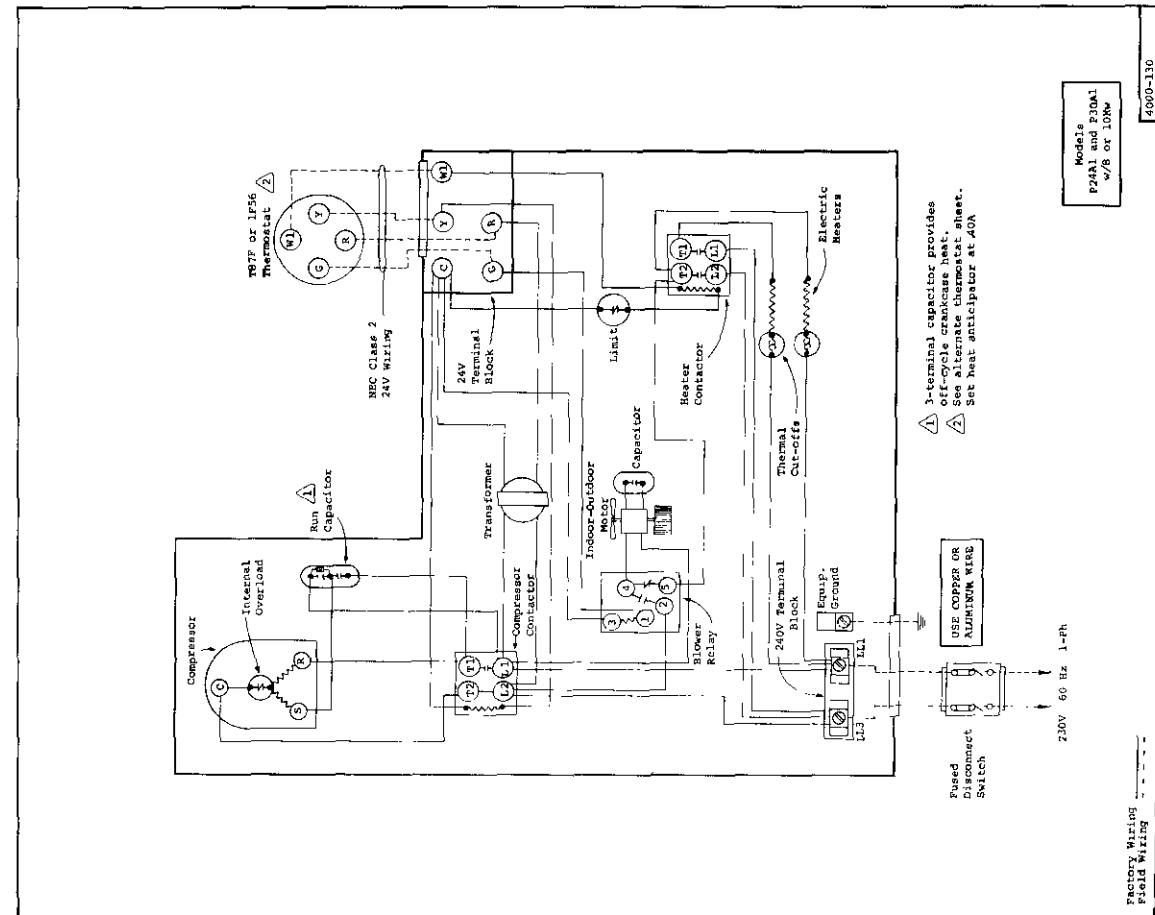 4000-130
Models
P24A1 and P30A1
w/8 or 10Kw
T87F or 1F56
Thermostat 2
W1
Y
R
G
NEC Class 2
24V Wiring
W1
Y
R
C
G
24V
Terminal
Block
Limit
T1
L1
T2
L2
Heater
Contactor
Electric
Heaters
Thermal
Cut-offs
1 3-terminal capacitor provides
off-cycle crankcase heat.
2 See alternate thermostat sheet.
Set heat anticipator at .40A
Run 1
Capacitor
Transformer
Indoor-Outdoor
Motor
Capacitor
Compressor
Internal
Overload
C
R
S
T1
L1
T2
L2
Compressor
Contactor
4
5
2
3
1
Blower
Relay
240V Terminal
Block
Equip.
Ground
LL1
LL3
USE COPPER OR
ALUMINUM WIRE
Fused
Disconnect
Switch
230V 60 Hz 1-Ph
Factory Wiring
Field Wiring